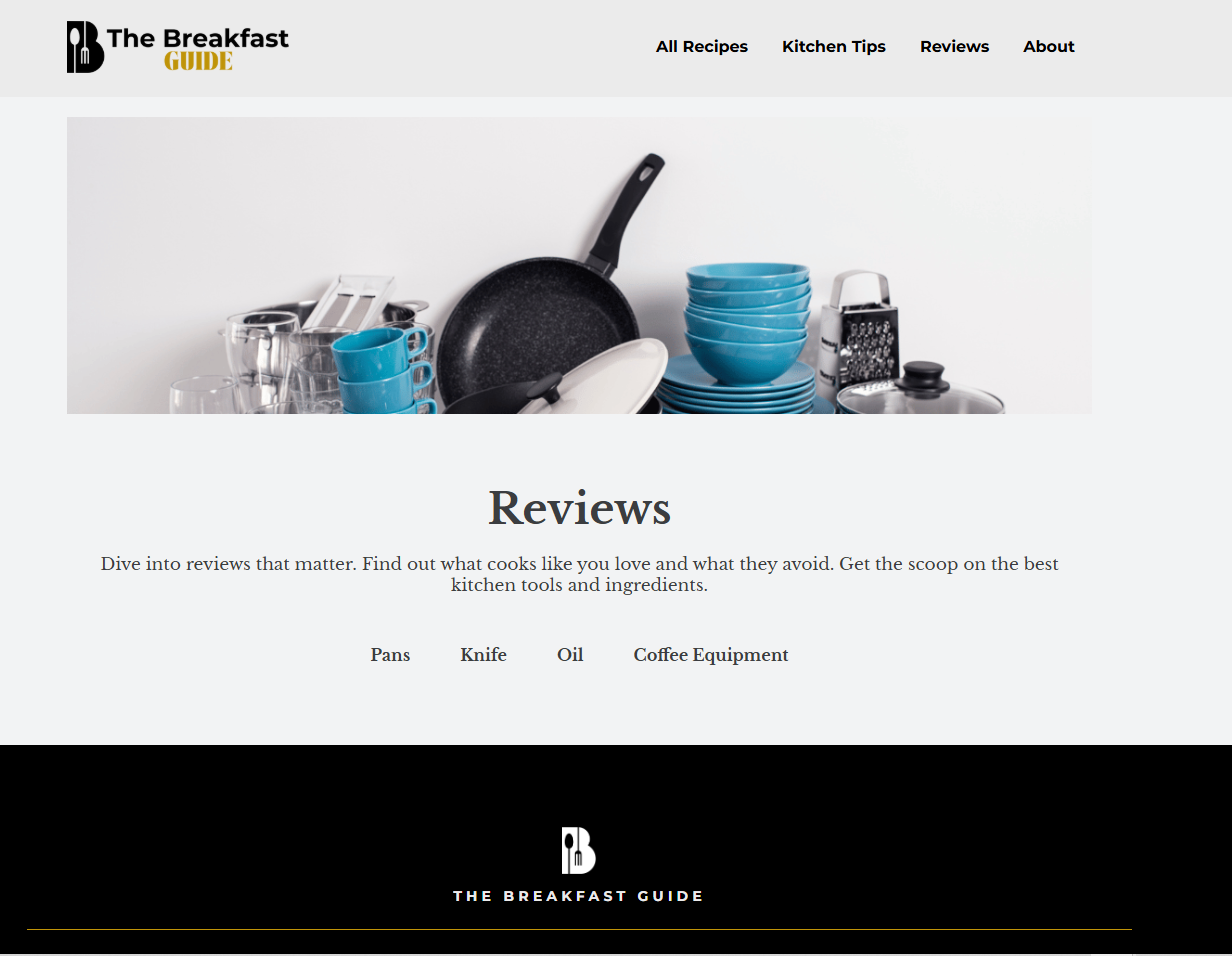 The Breakfast
GUIDE
All Recipes Kitchen Tips Reviews About
Reviews
Dive into reviews that matter. Find out what cooks like you love and what they avoid. Get the scoop on the best
kitchen tools and ingredients.
Pans Knife Oil Coffee Equipment
THE BREAKFAST GUIDE